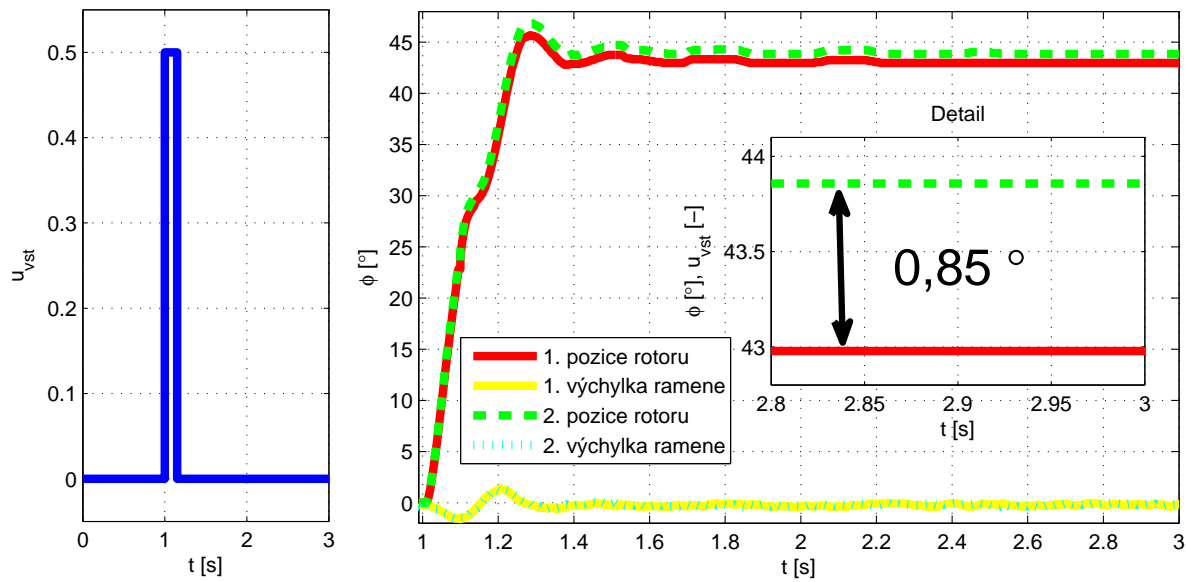 0.5
0.4
0.3
0.2
0.1
0
u_vst
0 1 2 3
t [s]
45
40
35
30
25
20
15
10
5
0
ϕ [°]
1 1.2 1.4 1.6 1.8 2 2.2 2.4 2.6 2.8 3
t [s]
1. pozice rotoru
1. výchylka ramene
2. pozice rotoru
2. výchylka ramene
Detail
44
43.5
43
ϕ [°], u_vst [–]
0,85 °
2.8 2.85 2.9 2.95 3
t [s]